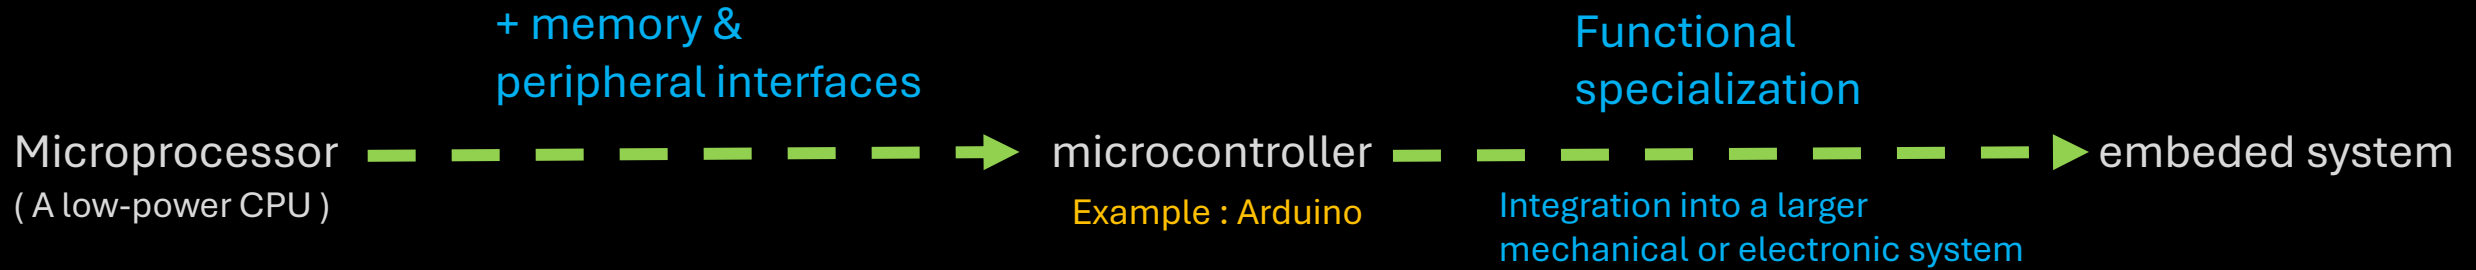 + memory &
peripheral interfaces
Functional
specialization
Microprocessor
microcontroller
embeded system
( A low-power CPU )
Example : Arduino
Integration into a larger
mechanical or electronic system